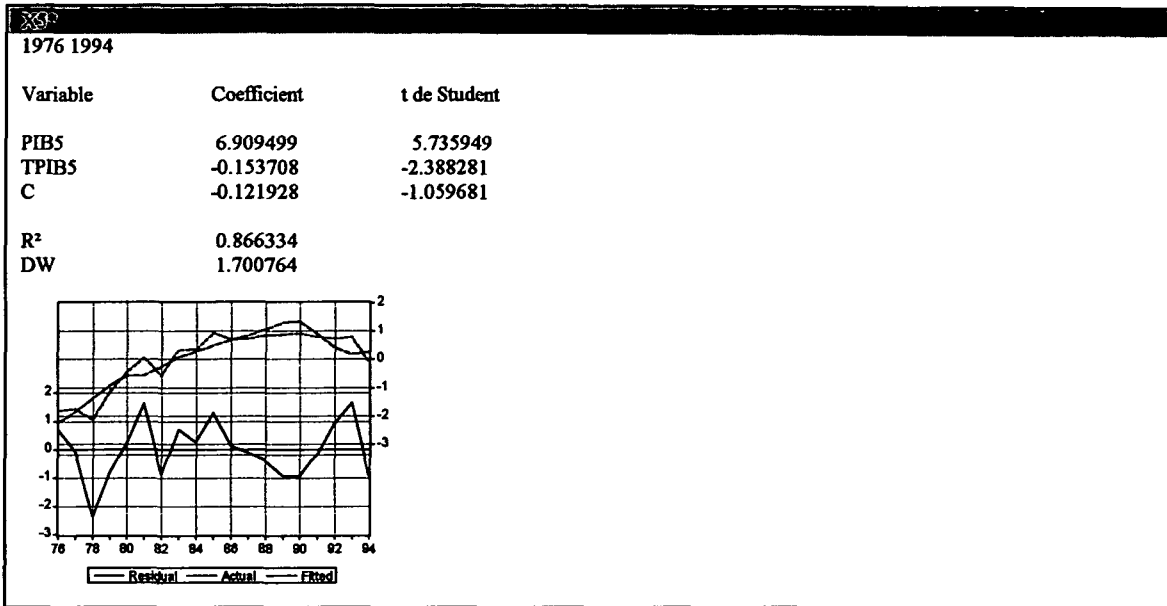 X5
1976 1994
Variable Coefficient t de Student
PIB5 6.909499 5.735949
TPIB5 -0.153708 -2.388281
C -0.121928 -1.059681
R² 0.866334
DW 1.700764
2
1
0
-1
-2
-3
2
1
0
-1
-2
-3
76 78 80 82 84 86 88 90 92 94
Residual Actual Fitted